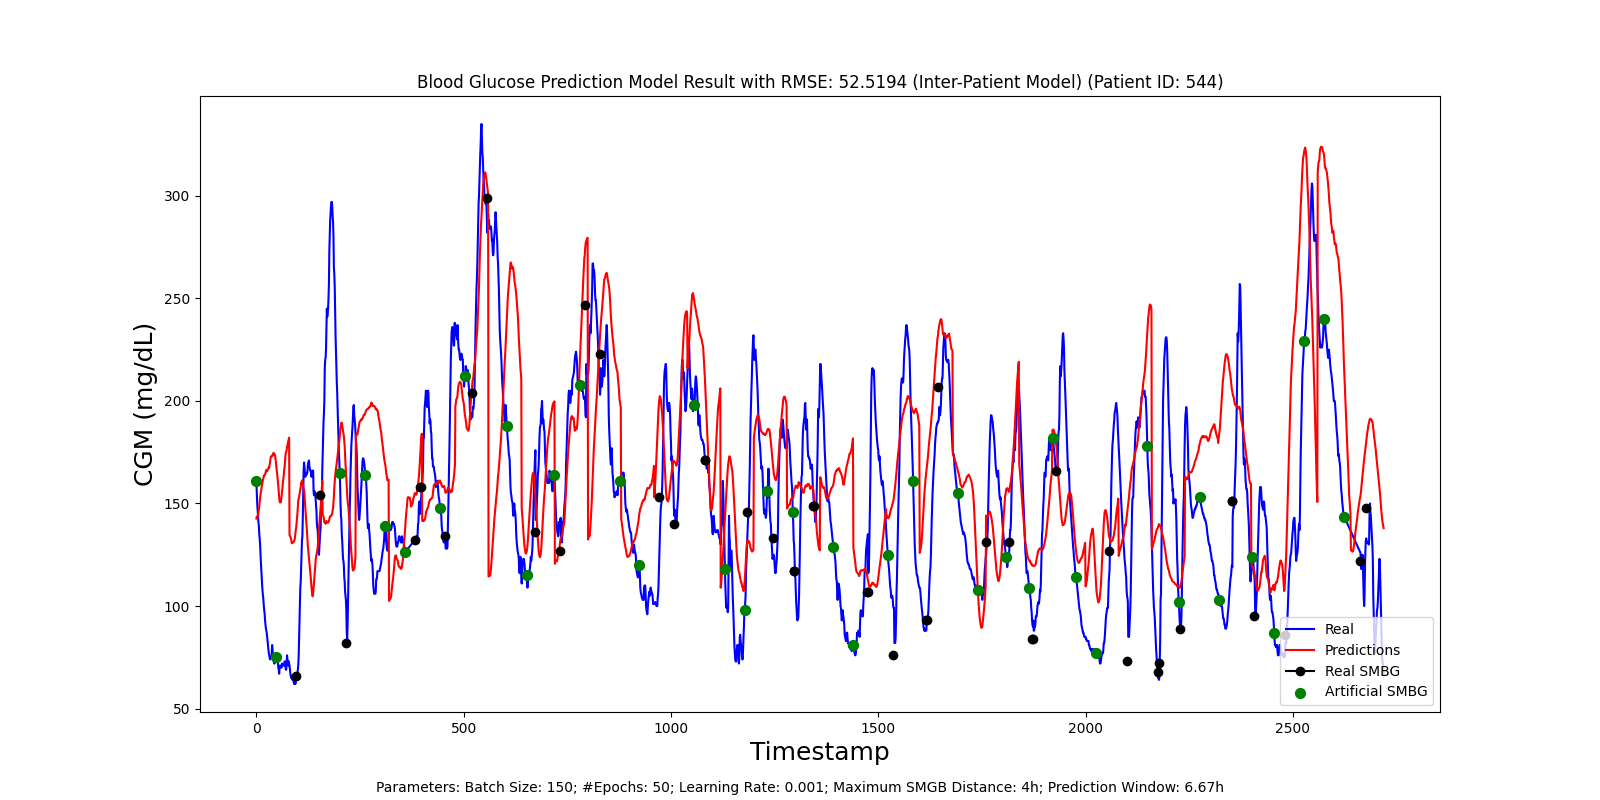 Blood Glucose Prediction Model Result with RMSE: 52.5194 (Inter-Patient Model) (Patient ID: 544)
CGM (mg/dL)
300
250
200
150
100
50
0 500 1000 1500 2000 2500
Real
Predictions
Real SMBG
Artificial SMBG
Timestamp
Parameters: Batch Size: 150; #Epochs: 50; Learning Rate: 0.001; Maximum SMGB Distance: 4h; Prediction Window: 6.67h